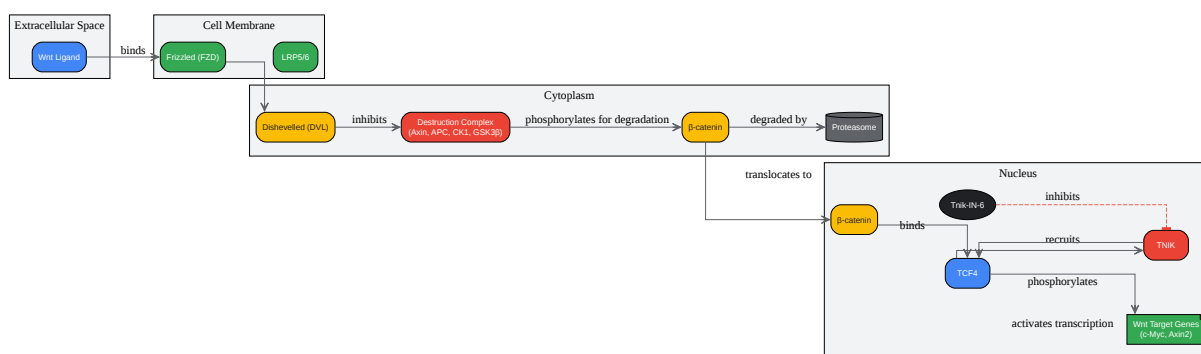 Extracellular Space
Cell Membrane
Wnt Ligand
binds
Frizzled (FZD)
LRP5/6
Cytoplasm
Dishevelled (DVL)
inhibits
Destruction Complex
(Axin, APC, CK1, GSK3β)
phosphorylates for degradation
β-catenin
degraded by
Proteasome
translocates to
Nucleus
Tnik-IN-6
inhibits
β-catenin
binds
recruits
TNIK
TCF4
phosphorylates
activates transcription
Wnt Target Genes
(c-Myc, Axin2)